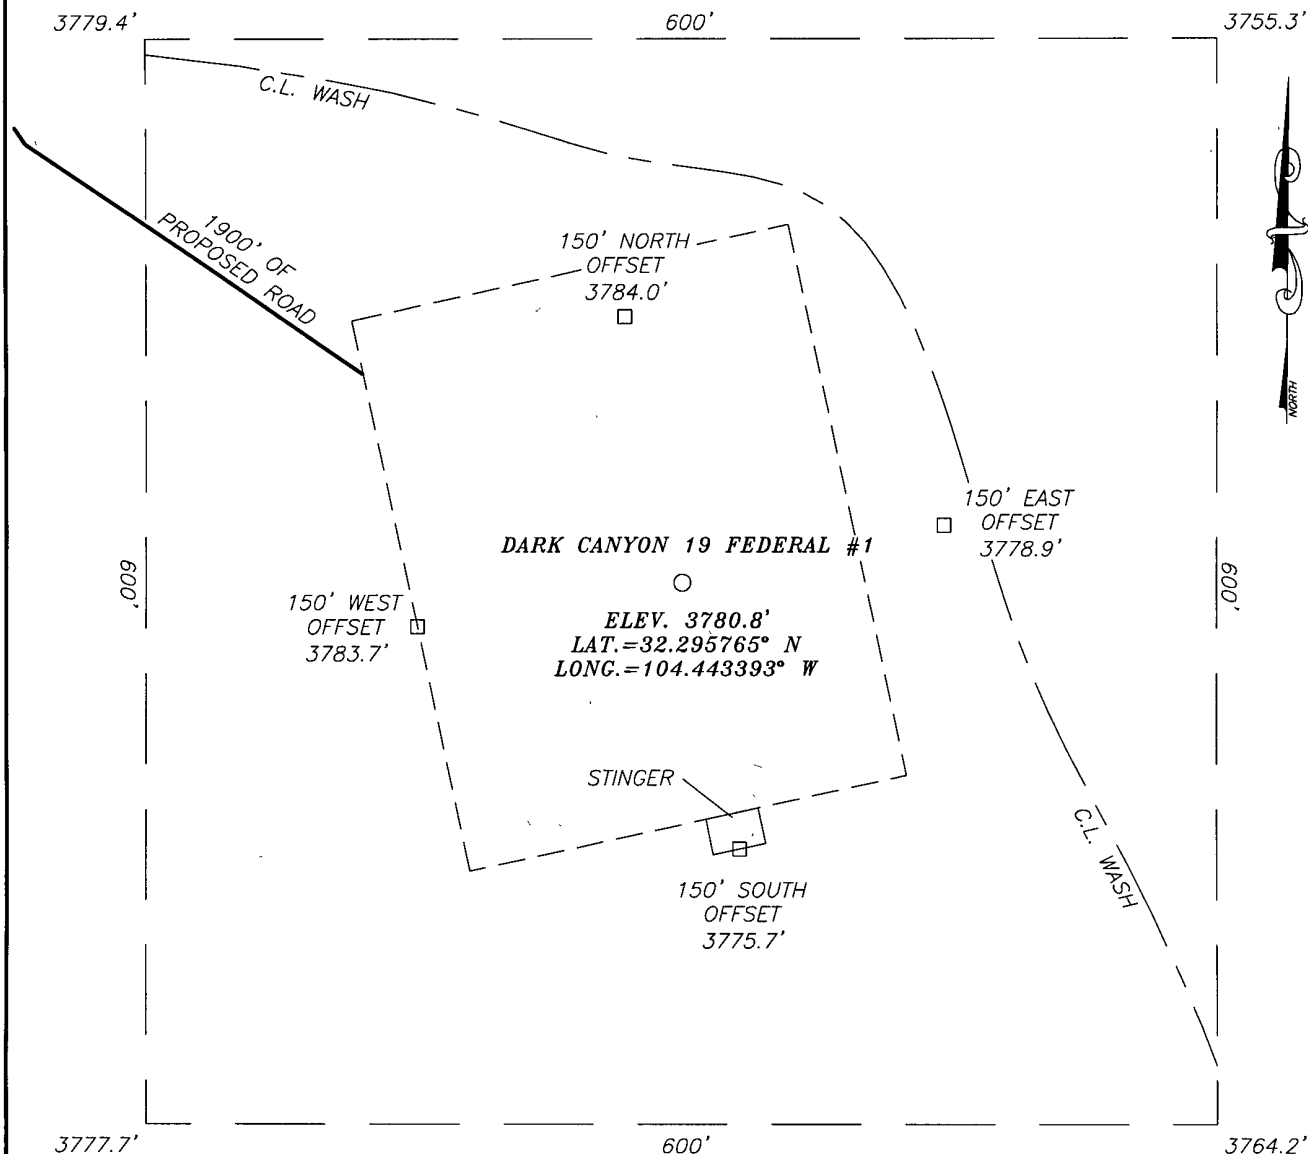 3779.4'
600'
3755.3'
C.L. WASH
1900' OF
PROPOSED ROAD
150' NORTH
OFFSET
3784.0'
NORTH
150' EAST
OFFSET
3778.9'
DARK CANYON 19 FEDERAL #1
600'
600'
150' WEST
OFFSET
3783.7'
ELEV. 3780.8'
LAT.=32.295765° N
LONG.=104.443393° W
STINGER
C.L. WASH
150' SOUTH
OFFSET
3775.7'
3777.7'
600'
3764.2'